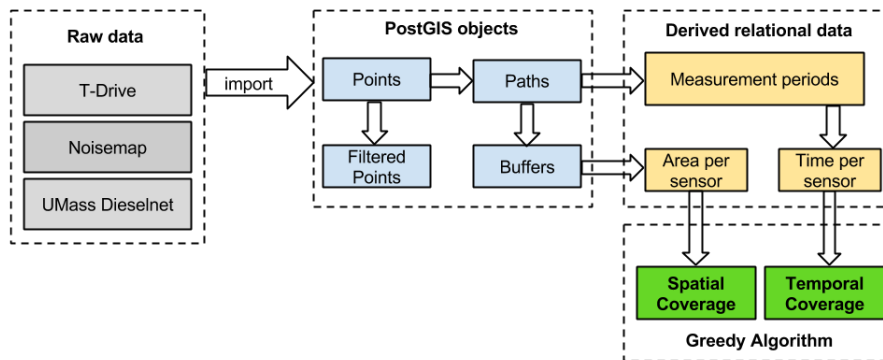 Raw data
T-Drive
Noisemap
UMass Dieselnet
import
PostGIS objects
Points
Paths
Filtered
Points
Buffers
Derived relational data
Measurement periods
Area per
sensor
Time per
sensor
Spatial
Coverage
Temporal
Coverage
Greedy Algorithm